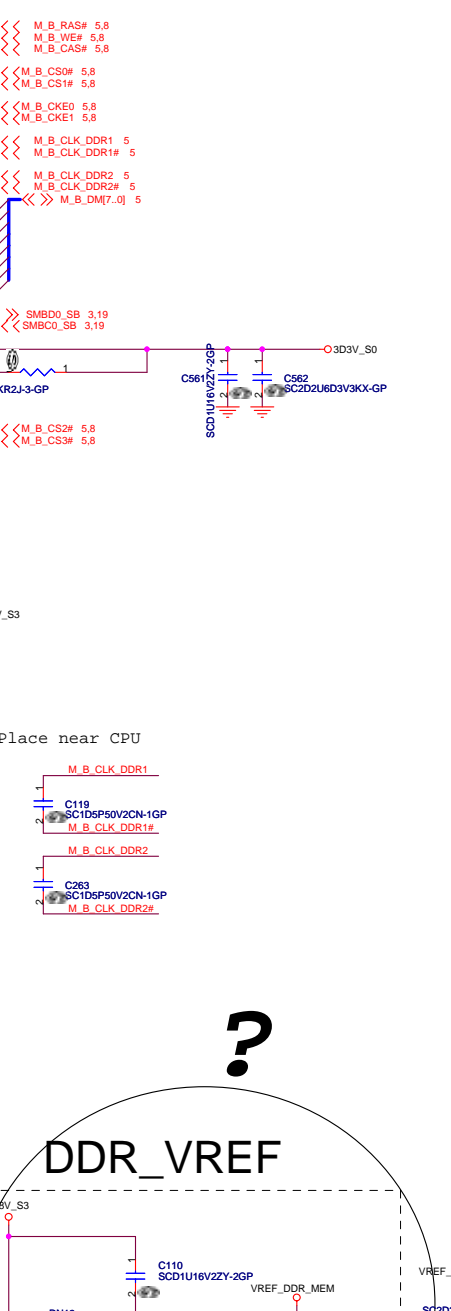 M_B_RAS# 5,8
M_B_WE# 5,8
M_B_CAS# 5,8
M_B_CS0# 5,8
M_B_CS1# 5,8
M_B_CKE0 5,8
M_B_CKE1 5,8
M_B_CLK_DDR1 5
M_B_CLK_DDR1# 5
M_B_CLK_DDR2 5
M_B_CLK_DDR2# 5
M_B_DM[7..0] 5
SMBD0_SB 3,19
SMBC0_SB 3,19
3D3V_S0
1
KR2J-3-GP
C561
SCD1U16V2ZY-2GP
1
2
C562
SC2D2U6D3V3KX-GP
1
2
M_B_CS2# 5,8
M_B_CS3# 5,8
_S3
Place near CPU
M_B_CLK_DDR1
1
2
C119
SC1D5P50V2CN-1GP
M_B_CLK_DDR1#
M_B_CLK_DDR2
1
2
C263
SC1D5P50V2CN-1GP
M_B_CLK_DDR2#
?
DDR_VREF
8V_S3
1
2
C110
SCD1U16V2ZY-2GP
VREF_DDR_MEM
VREF_